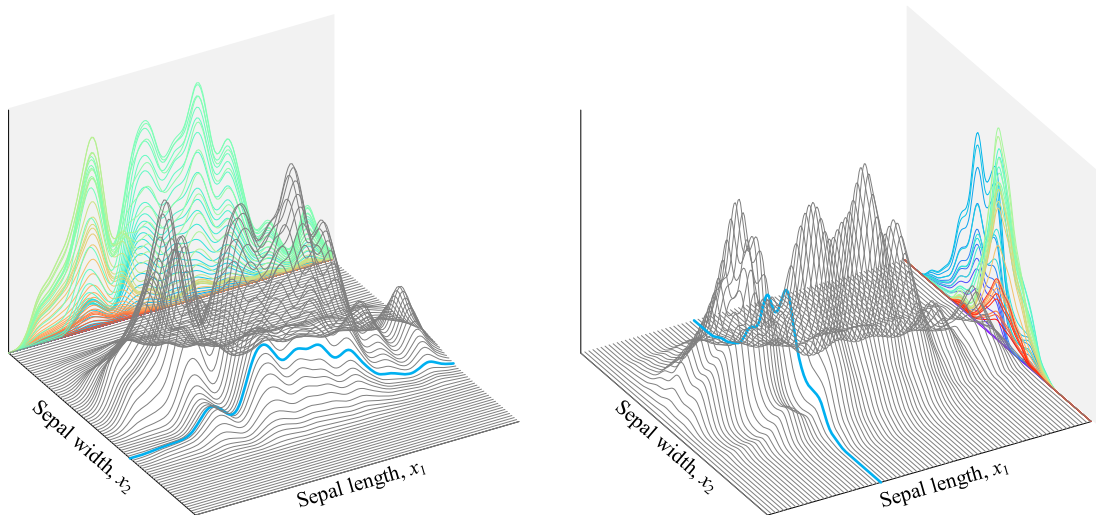 Sepal width, x₂
Sepal length, x₁
Sepal width, x₂
Sepal length, x₁